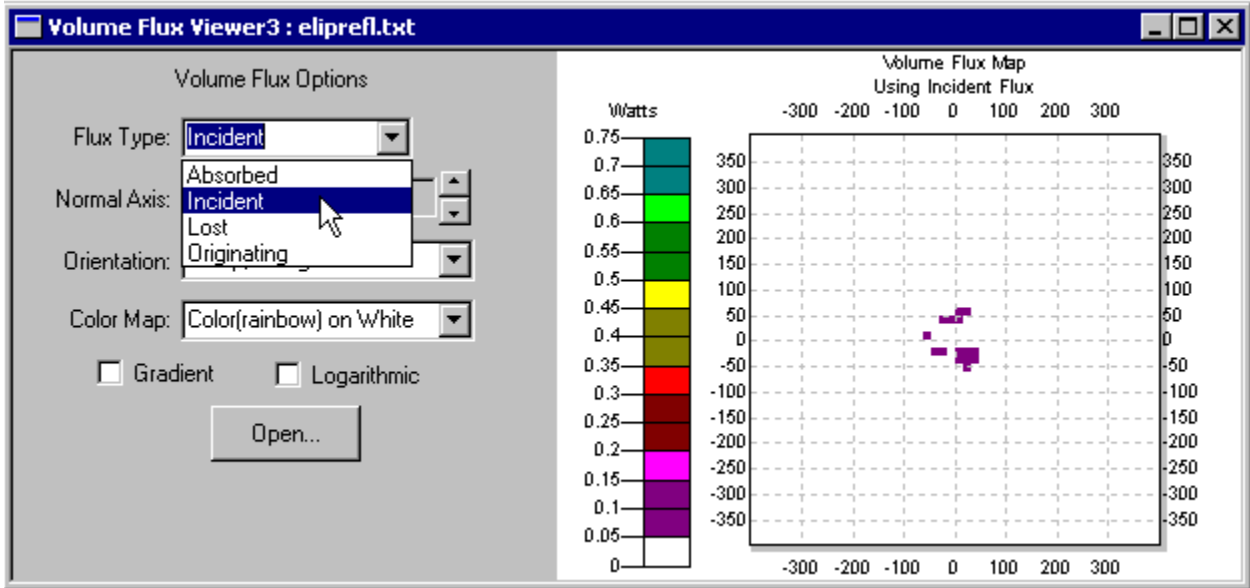 Volume Flux Viewer3 : eliprefl.txt
Volume Flux Options
Flux Type: Incident
Absorbed
Incident
Lost
Originating
Normal Axis:
Orientation:
Color Map: Color(rainbow) on White
Gradient Logarithmic
Open...
Volume Flux Map
Using Incident Flux
Watts
0.75
0.7
0.65
0.6
0.55
0.5
0.45
0.4
0.35
0.3
0.25
0.2
0.15
0.1
0.05
0
-300 -200 -100 0 100 200 300
350 350
300 300
250 250
200 200
150 150
100 100
50 50
0 0
-50 -50
-100 -100
-150 -150
-200 -200
-250 -250
-300 -300
-350 -350
-300 -200 -100 0 100 200 300